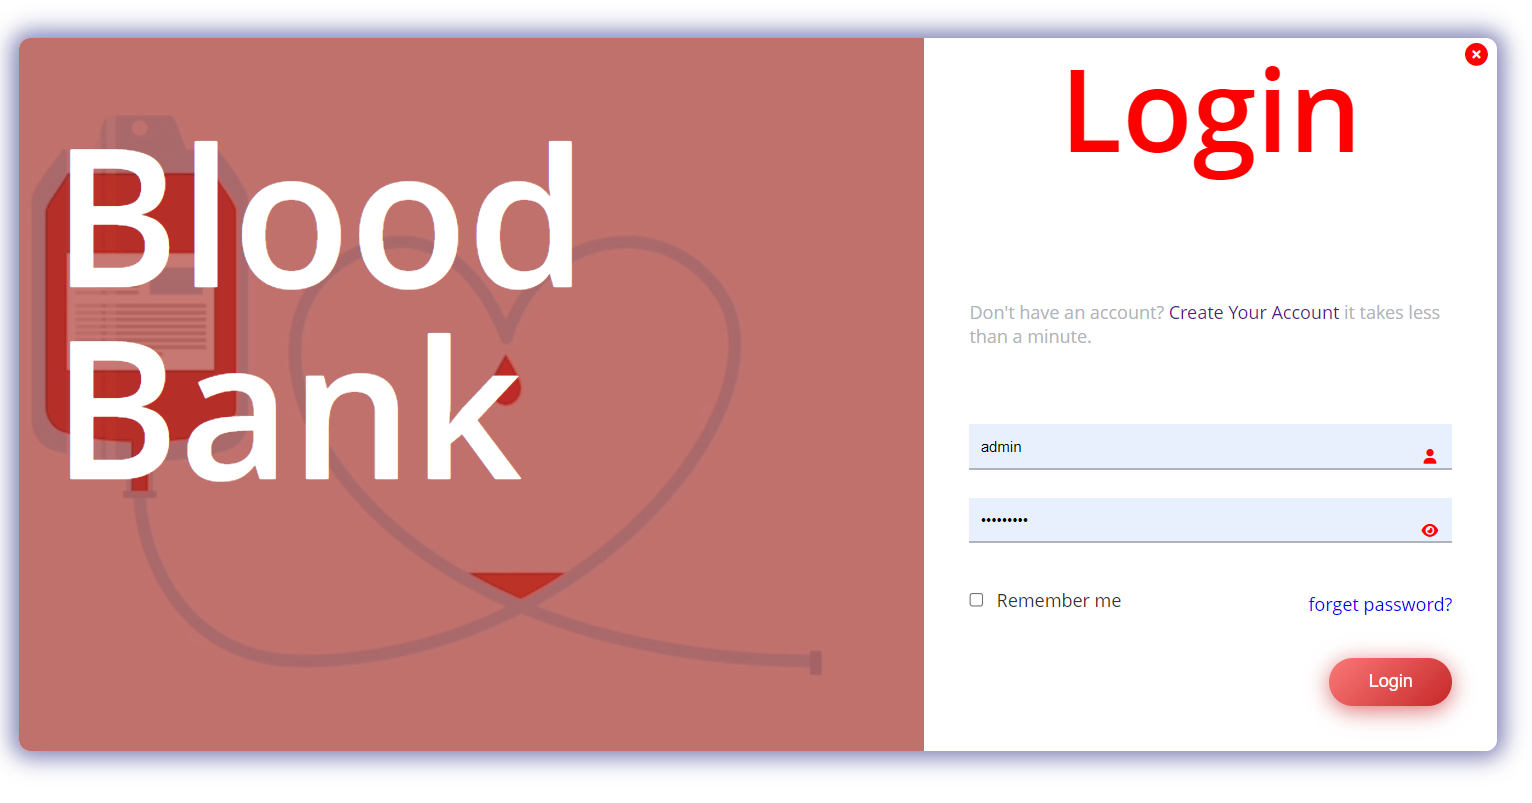 Blood
Bank
Login
Don't have an account? Create Your Account it takes less
than a minute.
admin
•••••••••
Remember me
forget password?
Login